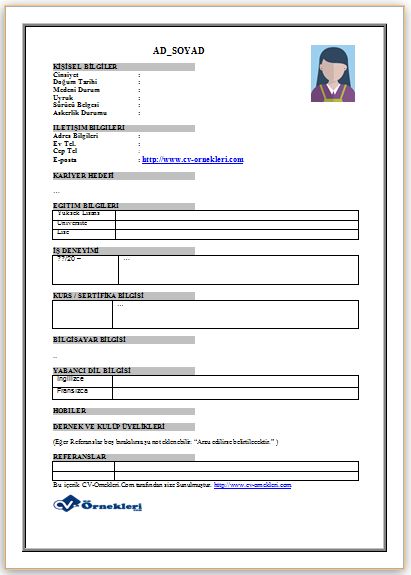 AD_SOYAD
KİŞİSEL BİLGİLER
Cinsiyet :
Doğum Tarihi :
Medeni Durum :
Uyruk :
Sürücü Belgesi :
Askerlik Durumu :
İLETİŞİM BİLGİLERİ
Adres Bilgileri :
Ev Tel. :
Cep Tel :
E-posta : http://www.cv-ornekleri.com
KARİYER HEDEFİ
...
EĞİTİM BİLGİLERİ
Yüksek Lisans
Üniversite
Lise
İŞ DENEYİMİ
??/20 – ...
KURS / SERTİFİKA BİLGİSİ
...
BİLGİSAYAR BİLGİSİ
..
YABANCI DİL BİLGİSİ
İngilizce
Fransızca
HOBİLER
DERNEK VE KULÜP ÜYELİKLERİ
(Eğer Referanslar boş bırakılırsa şu not eklenebilir: “Arzu edilirse belirtilecektir.” )
REFERANSLAR
Bu içerik CV-Ornekleri.Com tarafından size Sunulmuştur. http://www.cv-ornekleri.com
CV Örnekleri